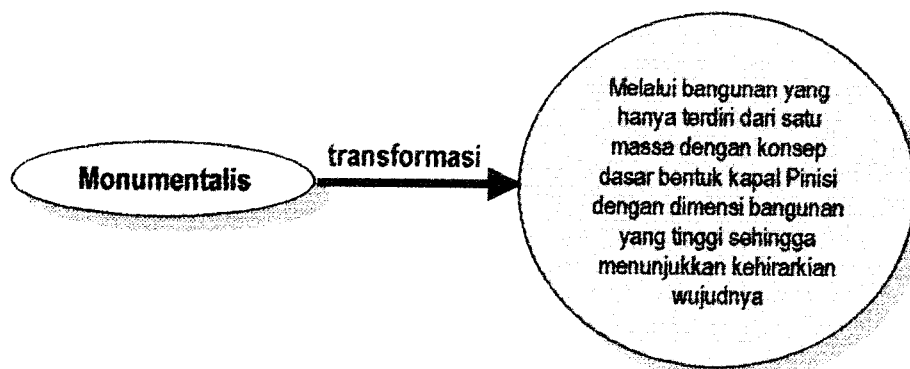 Monumentalis
transformasi
Melalui bangunan yang
hanya terdiri dari satu
massa dengan konsep
dasar bentuk kapal Pinisi
dengan dimensi bangunan
yang tinggi sehingga
menunjukkan kehirarkian
wujudnya